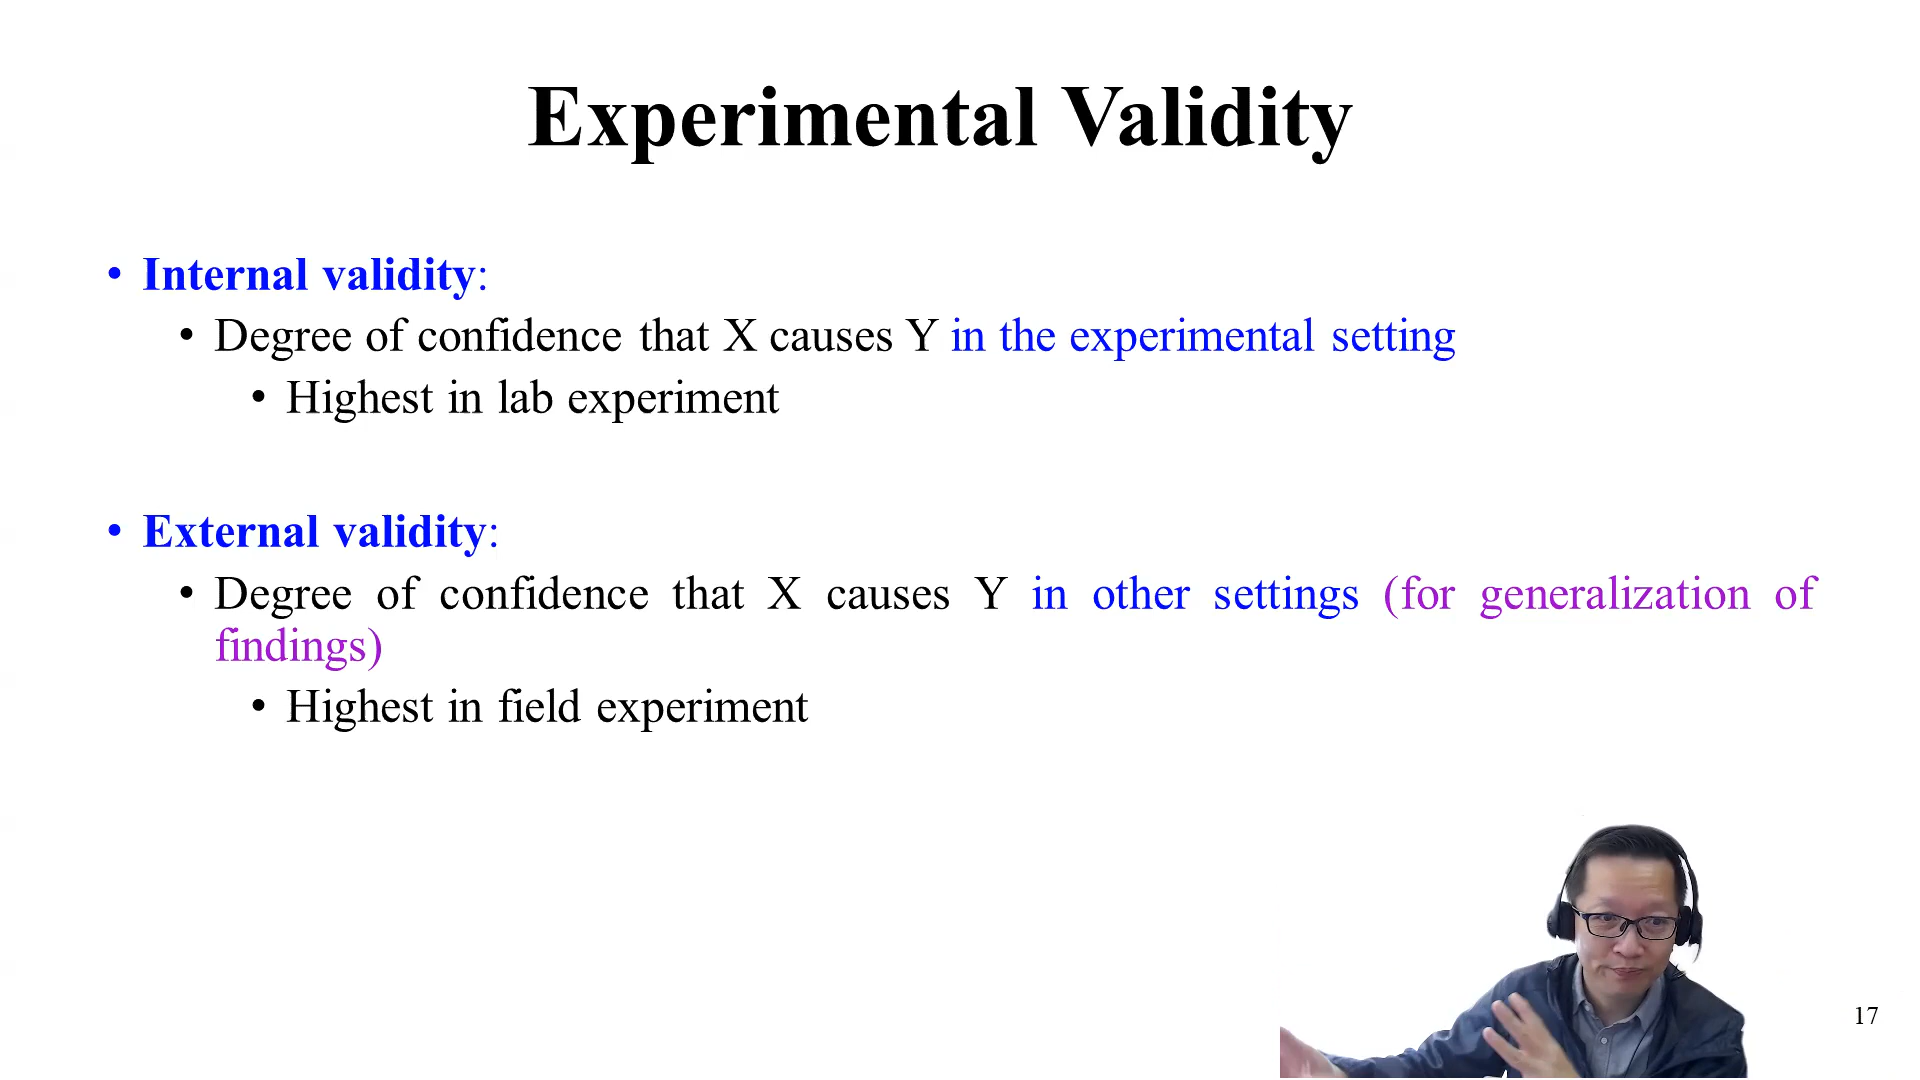 Experimental Validity
• Internal validity:
• Degree of confidence that X causes Y in the experimental setting
• Highest in lab experiment
• External validity:
• Degree of confidence that X causes Y in other settings (for generalization of
findings)
• Highest in field experiment
17